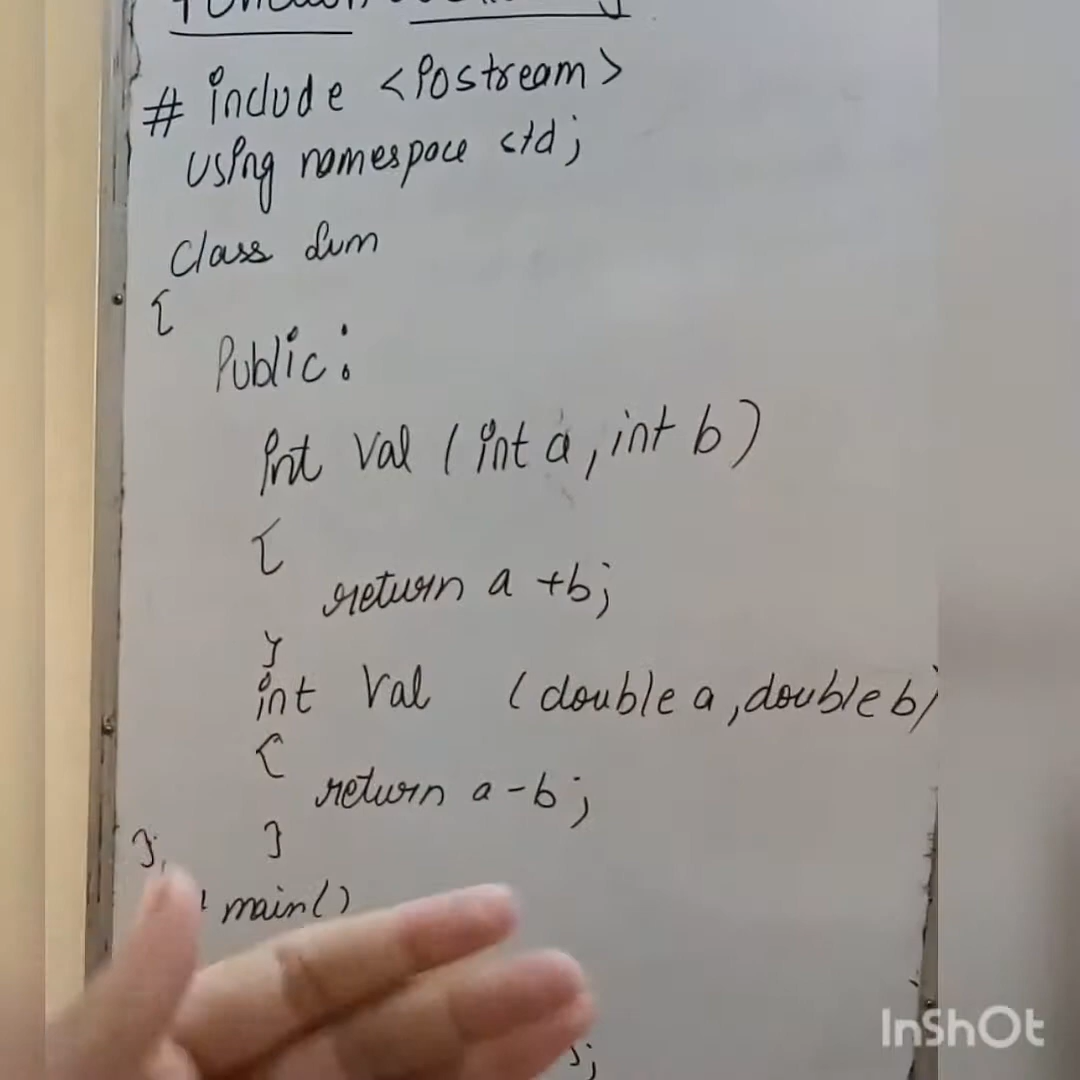 # include <iostream>
using namespace std;
Class Sum
{
Public:
int Val (int a, int b)
{
return a +b;
}
int Val (double a, double b)
{
return a-b;
}
};
main()
InShOt